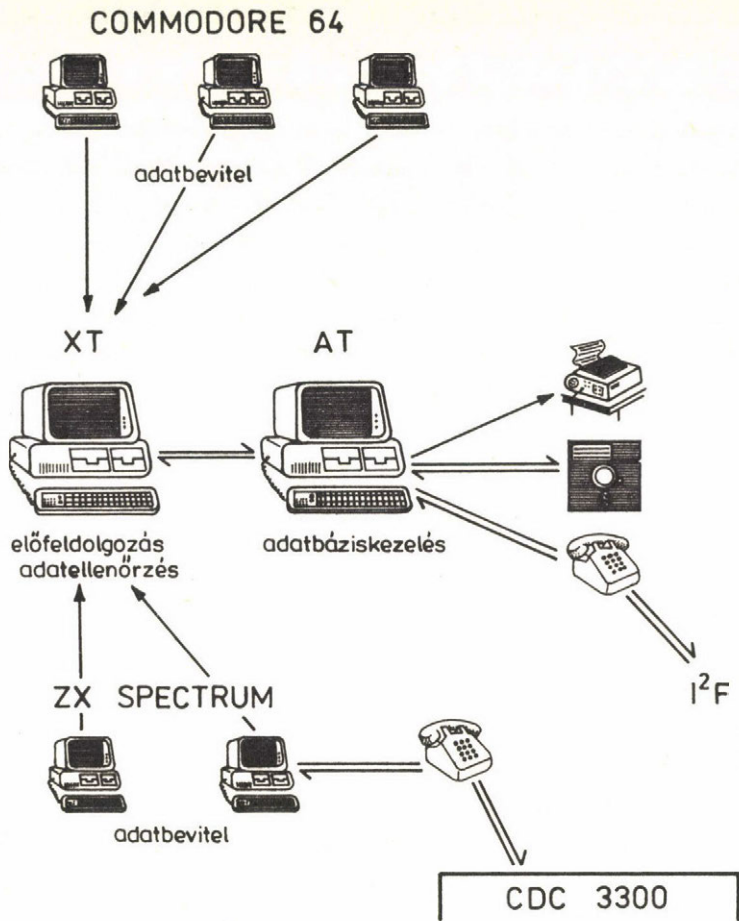 COMMODORE 64
adatbevitel
XT
AT
előfeldolgozás
adatellenőrzés
adatbáziskezelés
I²F
ZX SPECTRUM
adatbevitel
CDC 3300